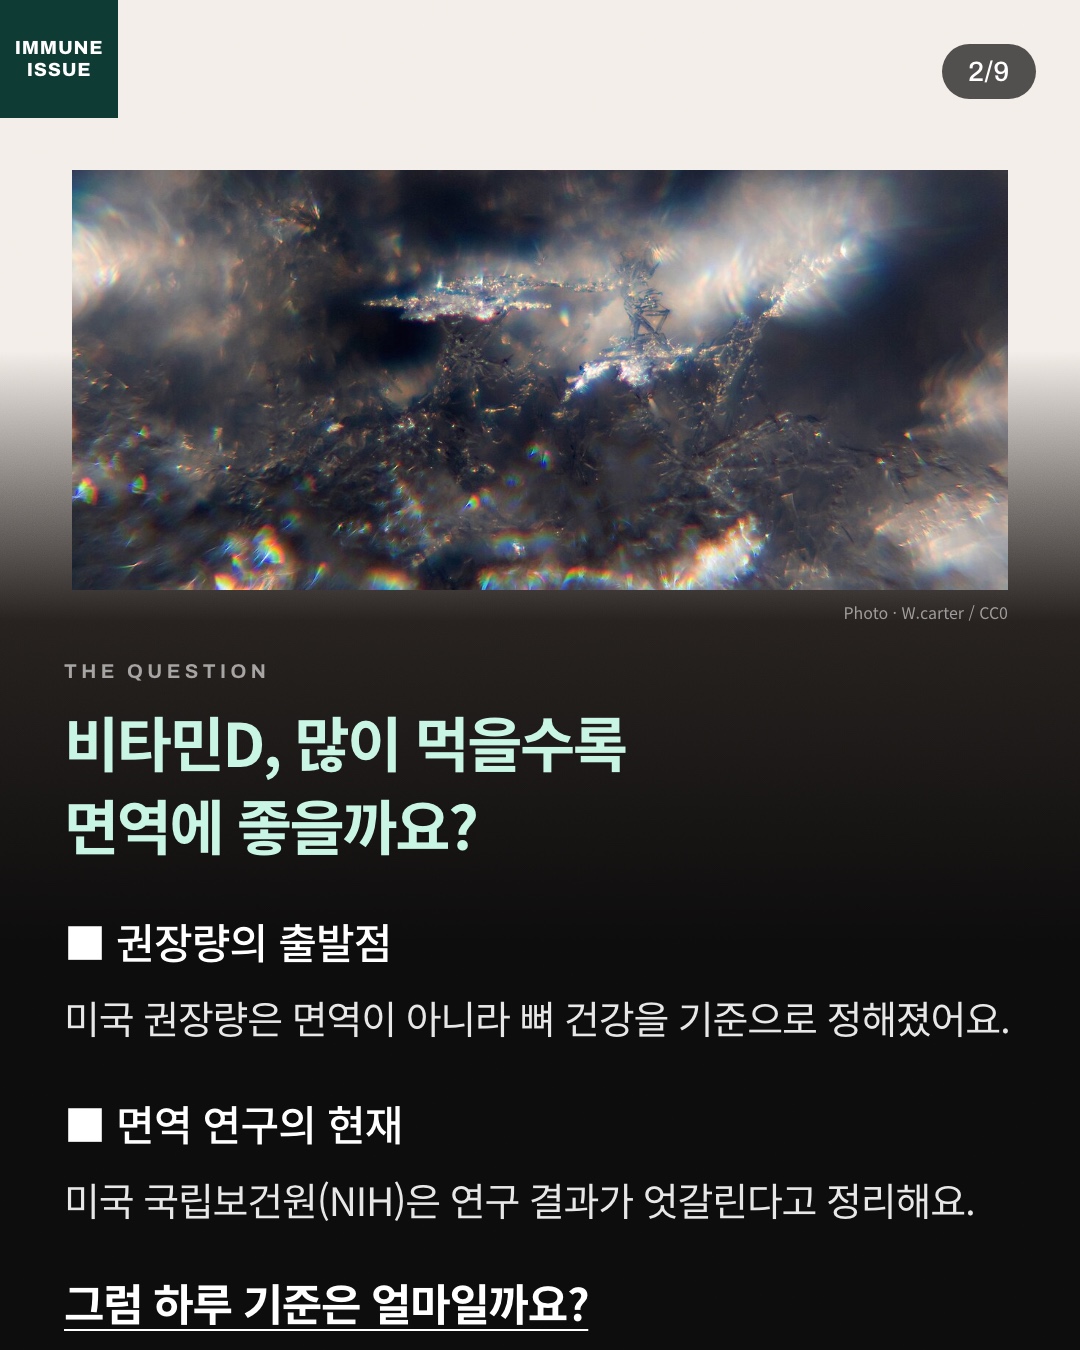 IMMUNE
ISSUE
2/9
Photo · W.carter / CC0
THE QUESTION
비타민D, 많이 먹을수록
면역에 좋을까요?
■ 권장량의 출발점
미국 권장량은 면역이 아니라 뼈 건강을 기준으로 정해졌어요.
■ 면역 연구의 현재
미국 국립보건원(NIH)은 연구 결과가 엇갈린다고 정리해요.
그럼 하루 기준은 얼마일까요?